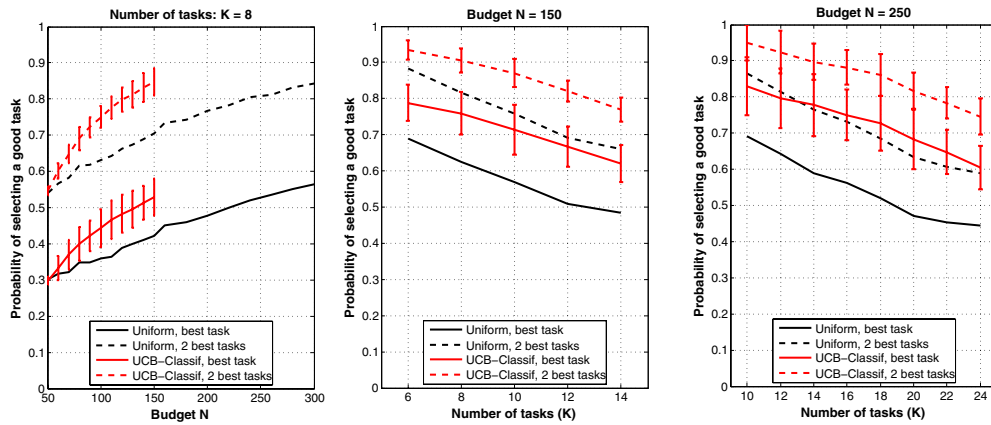 Number of tasks: K = 8
Probability of selecting a good task
1
0.9
0.8
0.7
0.6
0.5
0.4
0.3
0.2
0.1
0
50
100
150
200
250
300
Budget N
Uniform, best task
Uniform, 2 best tasks
UCB−Classif, best task
UCB−Classif, 2 best tasks
Budget N = 150
Probability of selecting a good task
1
0.9
0.8
0.7
0.6
0.5
0.4
0.3
0.2
0.1
0
6
8
10
12
14
Number of tasks (K)
Uniform, best task
Uniform, 2 best tasks
UCB−Classif, best task
UCB−Classif, 2 best tasks
Budget N = 250
Probability of selecting a good task
1
0.9
0.8
0.7
0.6
0.5
0.4
0.3
0.2
0.1
0
10
12
14
16
18
20
22
24
Number of tasks (K)
Uniform, best task
Uniform, 2 best tasks
UCB−Classif, best task
UCB−Classif, 2 best tasks